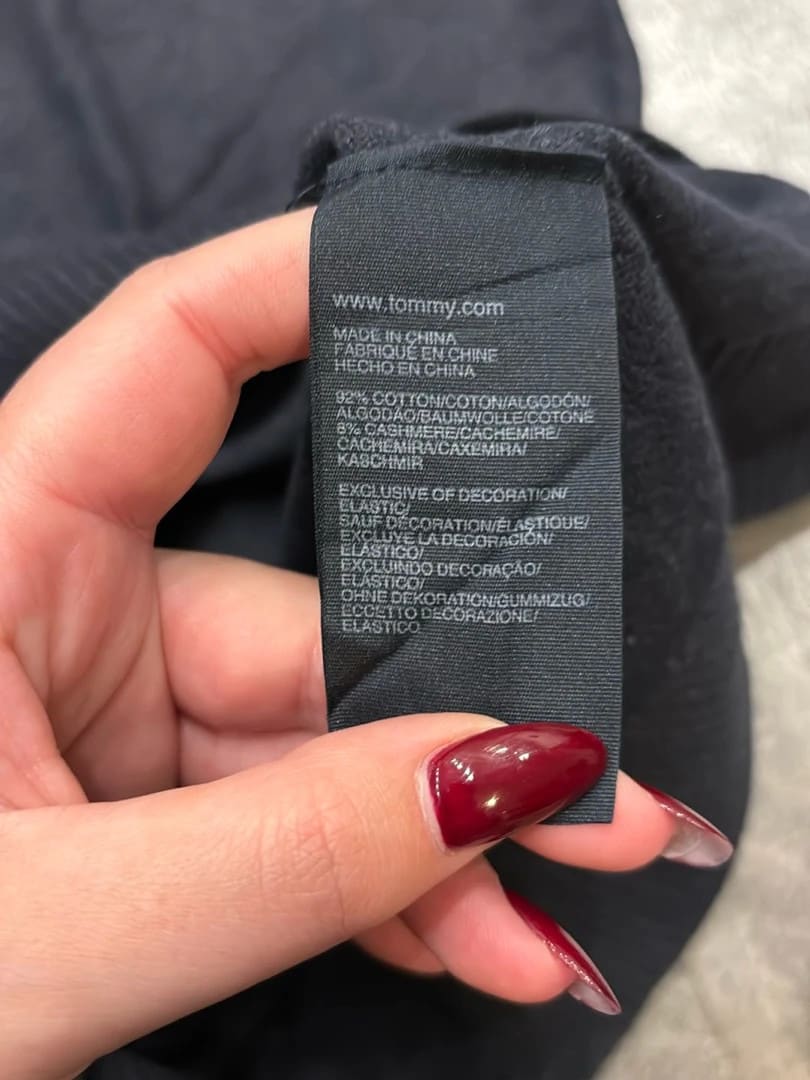 www.tommy.com
MADE IN CHINA
FABRIQUÉ EN CHINE
HECHO EN CHINA
92% COTTON/COTON/ALGODÓN/
ALGODÃO/BAUMWOLLE/COTONE
8% CASHMERE/CACHEMIRE/
CACHEMIRA/CAXEMIRA/
KASCHMIR
EXCLUSIVE OF DECORATION/
ELASTIC/
SAUF DÉCORATION/ÉLASTIQUE/
EXCLUYE LA DECORACIÓN/
ELÁSTICO/
EXCLUINDO DECORAÇÃO/
ELÁSTICO/
OHNE DEKORATION/GUMMIZUG/
ECCETTO DECORAZIONE/
ELASTICO